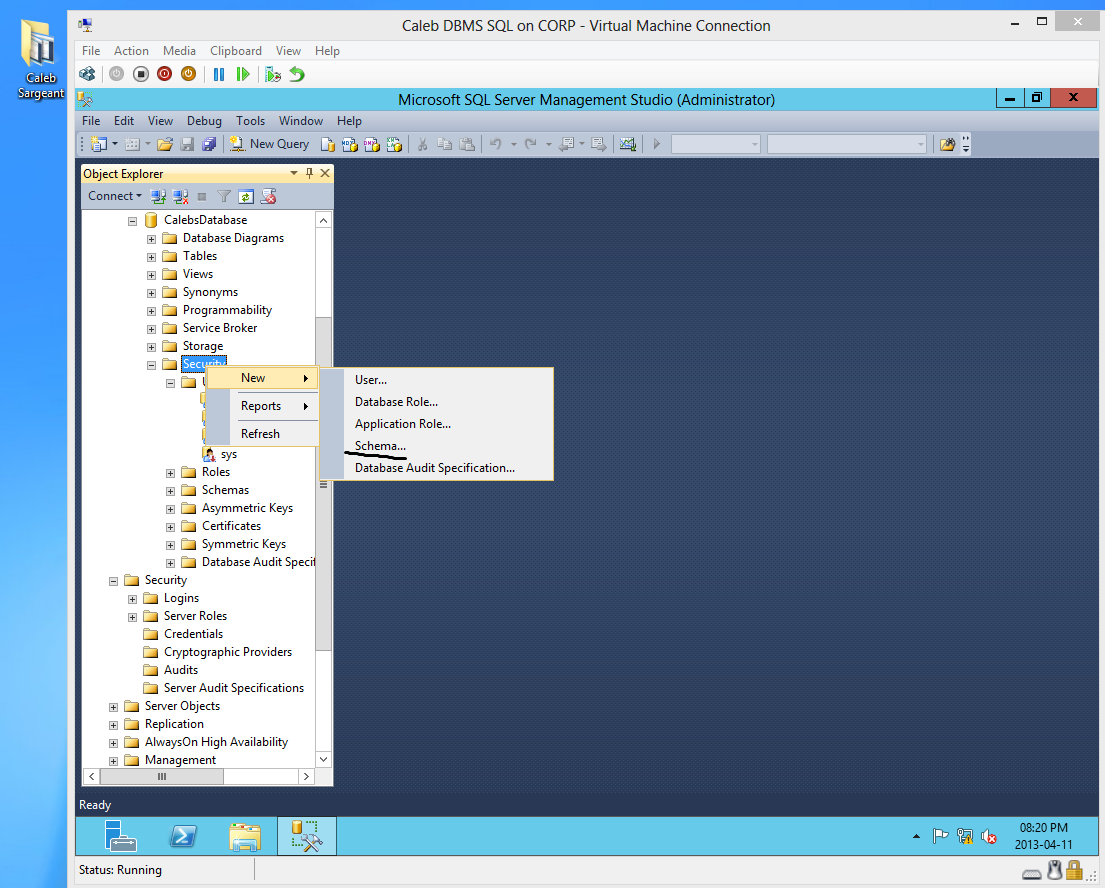 Caleb
Sargeant
Caleb DBMS SQL on CORP - Virtual Machine Connection
File Action Media Clipboard View Help
Microsoft SQL Server Management Studio (Administrator)
File Edit View Debug Tools Window Help
New Query
Object Explorer
Connect
CalebsDatabase
Database Diagrams
Tables
Views
Synonyms
Programmability
Service Broker
Storage
Security
New
Reports
Refresh
User...
Database Role...
Application Role...
Schema...
Database Audit Specification...
sys
Roles
Schemas
Asymmetric Keys
Certificates
Symmetric Keys
Database Audit Specif
Security
Logins
Server Roles
Credentials
Cryptographic Providers
Audits
Server Audit Specifications
Server Objects
Replication
AlwaysOn High Availability
Management
Ready
08:20 PM
2013-04-11
Status: Running